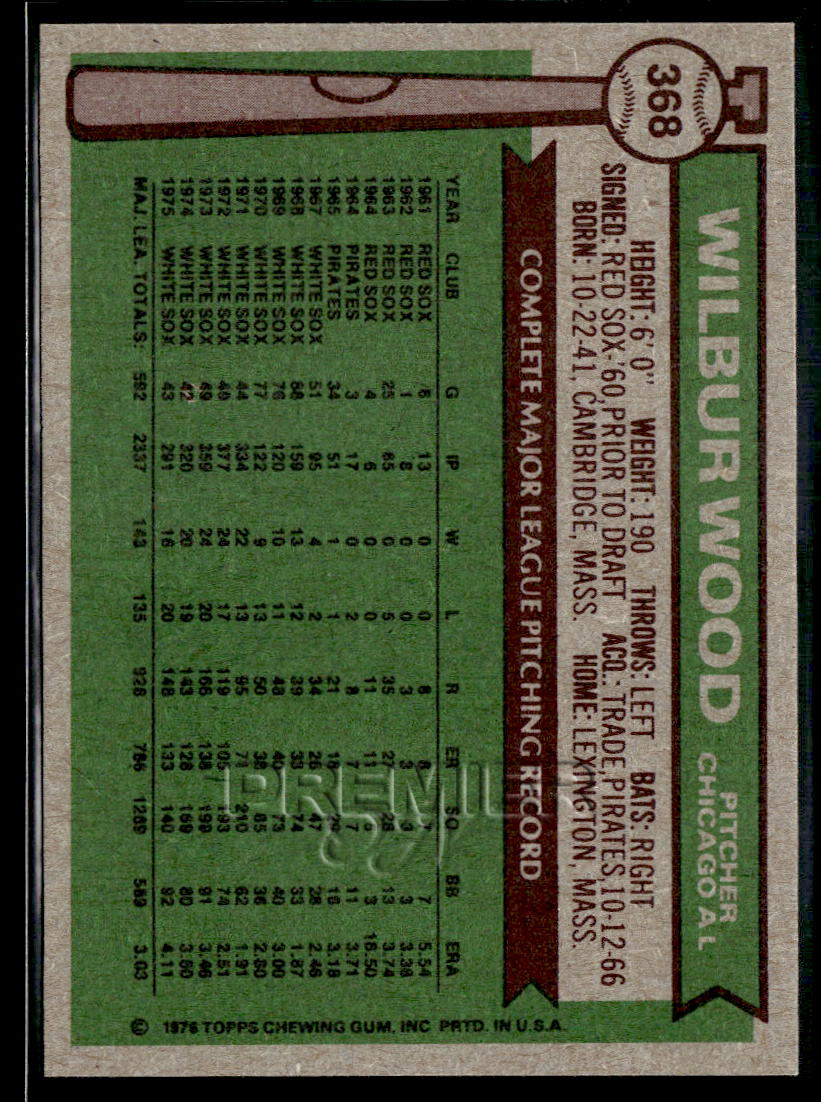 368
WILBUR WOOD PITCHER CHICAGO A L
HEIGHT: 6' 0" WEIGHT: 190 THROWS: LEFT BATS: RIGHT
SIGNED: RED SOX-'60, PRIOR TO DRAFT ACQ.: TRADE, PIRATES 10-12-66
BORN: 10-22-41, CAMBRIDGE, MASS. HOME: LEXINGTON, MASS.
COMPLETE MAJOR LEAGUE PITCHING RECORD
YEAR CLUB G IP W L R ER SO BB ERA
1961 RED SOX 6 13 0 0 8 8 7 7 5.54
1962 RED SOX 1 8 0 0 3 3 3 3 3.38
1963 RED SOX 25 85 0 5 35 27 28 13 3.74
1964 RED SOX 4 6 0 0 11 11 5 3 16.50
1964 PIRATES 3 17 0 2 8 7 7 11 3.71
1965 PIRATES 34 51 1 1 21 18 29 16 3.18
1967 WHITE SOX 51 95 4 2 34 26 47 28 2.46
1968 WHITE SOX 88 159 13 12 39 33 74 33 1.87
1969 WHITE SOX 76 120 10 11 48 40 73 40 3.00
1970 WHITE SOX 77 122 9 13 50 38 85 36 2.80
1971 WHITE SOX 44 334 22 13 95 71 210 62 1.91
1972 WHITE SOX 49 377 24 17 119 105 193 74 2.51
1973 WHITE SOX 49 359 24 20 166 138 199 91 3.46
1974 WHITE SOX 42 320 20 19 143 128 169 80 3.60
1975 WHITE SOX 43 291 16 20 148 133 140 92 4.11
MAJ. LEA. TOTALS: 592 2337 143 135 928 786 1269 589 3.03
© 1976 TOPPS CHEWING GUM, INC PRTD. IN U.S.A.
PREMIER